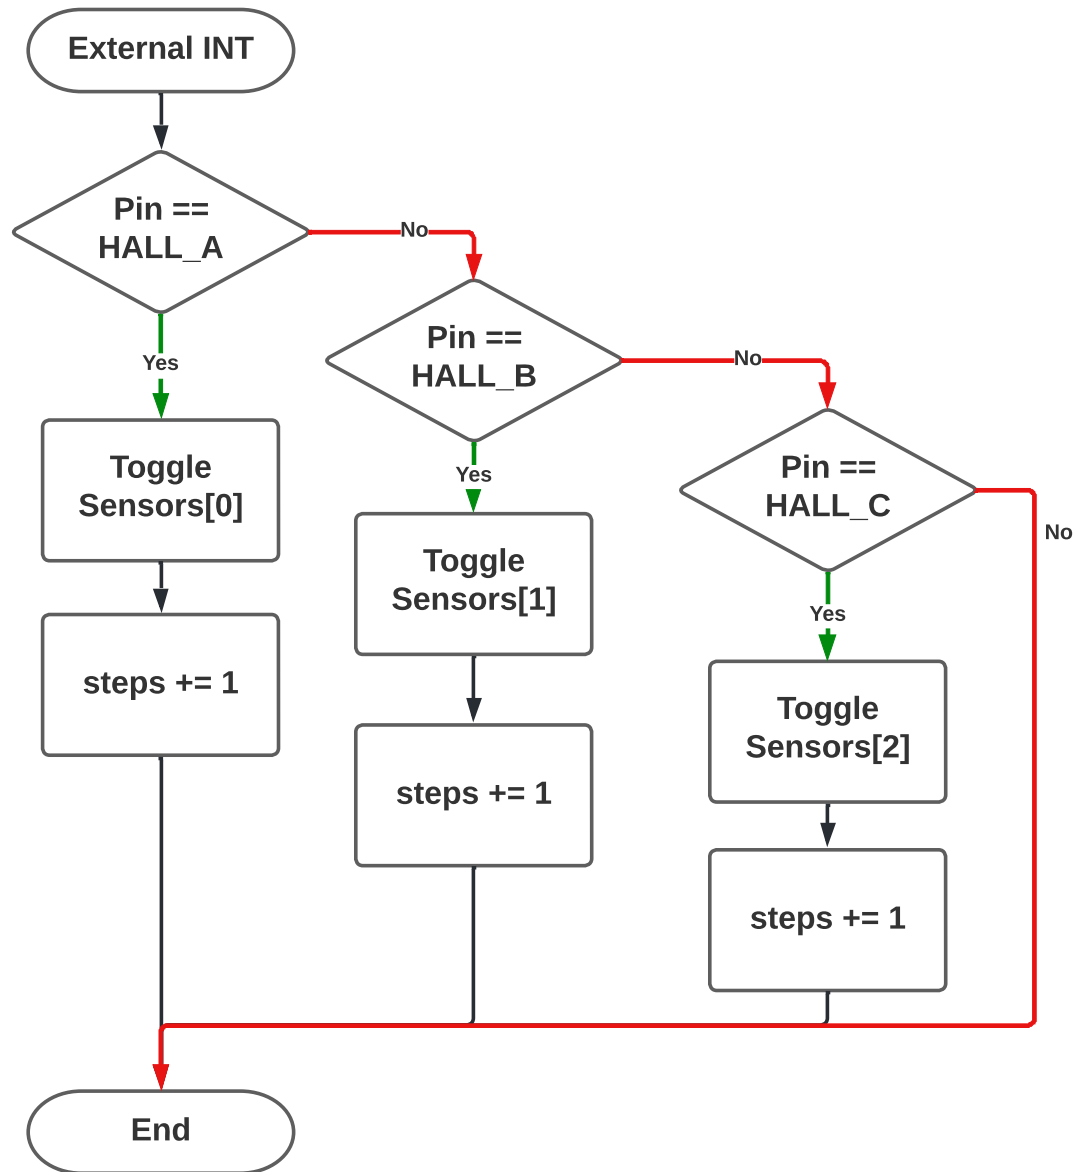 External INT
Pin ==
HALL_A
No
Pin ==
HALL_B
No
Pin ==
HALL_C
No
Yes
Toggle
Sensors[0]
steps += 1
Yes
Toggle
Sensors[1]
steps += 1
Yes
Toggle
Sensors[2]
steps += 1
End